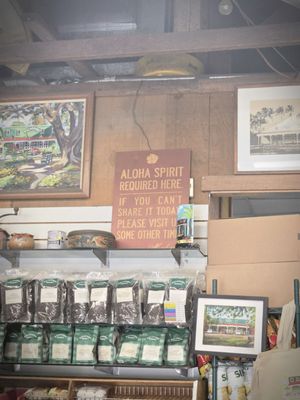 ALOHA SPIRIT
REQUIRED HERE
IF YOU CAN'T
SHARE IT TODAY
PLEASE VISIT US
SOME OTHER TIME